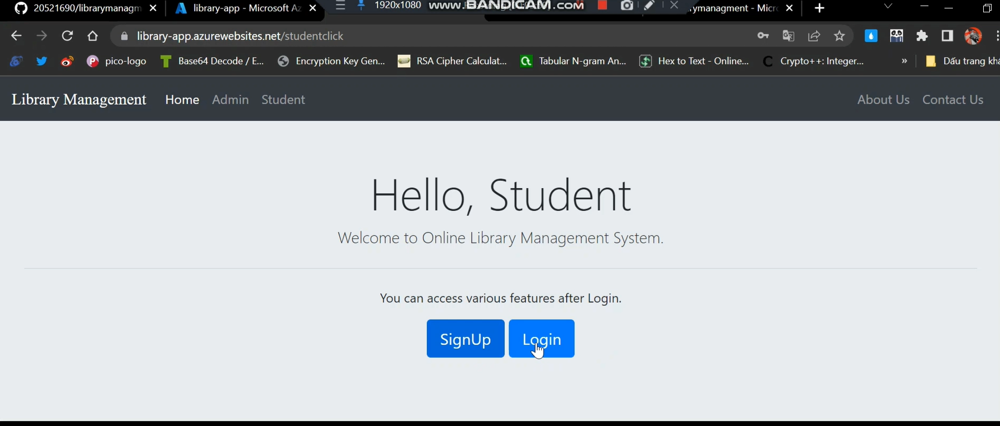 20521690/librarymanagm
library-app - Microsoft Az
1920x1080
www.BANDICAM.com
rymanagment - Micr
library-app.azurewebsites.net/studentclick
pico-logo
Base64 Decode / E...
Encryption Key Gen...
RSA Cipher Calculat...
Tabular N-gram An...
Hex to Text - Online...
Crypto++: Integer...
»
Dấu trang khá
Library Management
Home
Admin
Student
About Us
Contact Us
Hello, Student
Welcome to Online Library Management System.
You can access various features after Login.
SignUp
Login